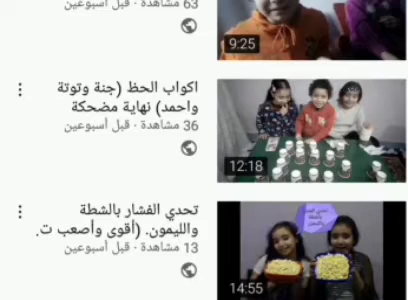 63 مشاهدة · قبل أسبوعين
9:25
اكواب الحظ (جنة وتوتة
واحمد) نهاية مضحكة
36 مشاهدة · قبل أسبوعين
12:18
تحدي الفشار بالشطة
والليمون. (أقوى وأصعب ت.
13 مشاهدة · قبل أسبوعين
14:55